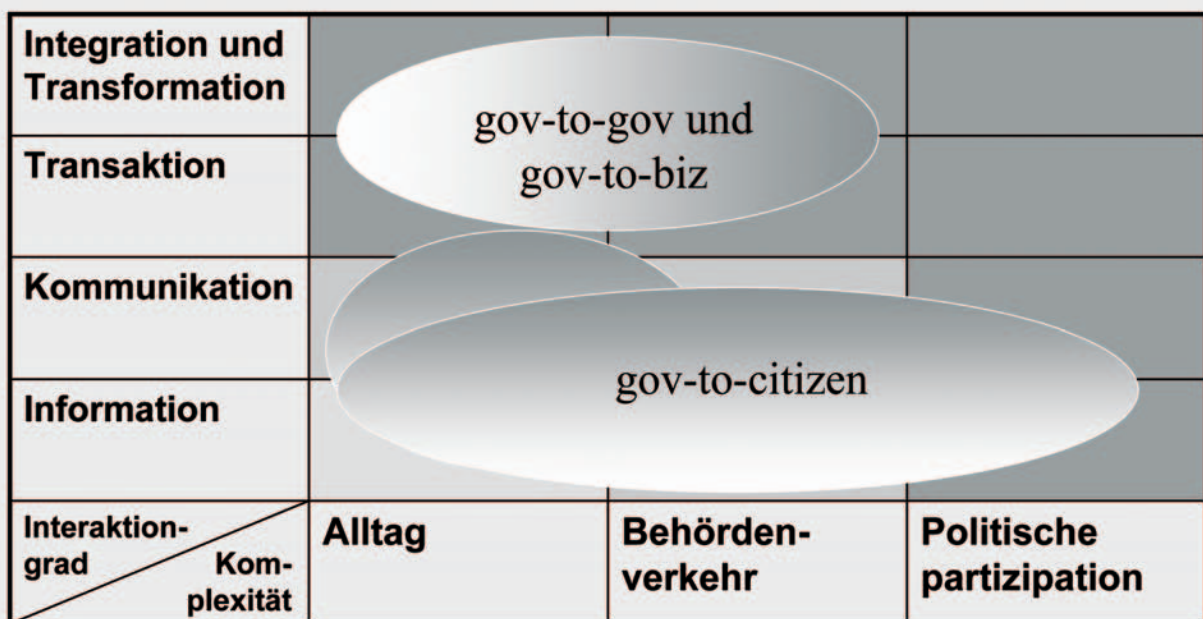 Integration und
Transformation
gov-to-gov und
gov-to-biz
Transaktion
Kommunikation
gov-to-citizen
Information
Interaktion-
grad
Kom-
plexität
Alltag
Behörden-
verkehr
Politische
partizipation